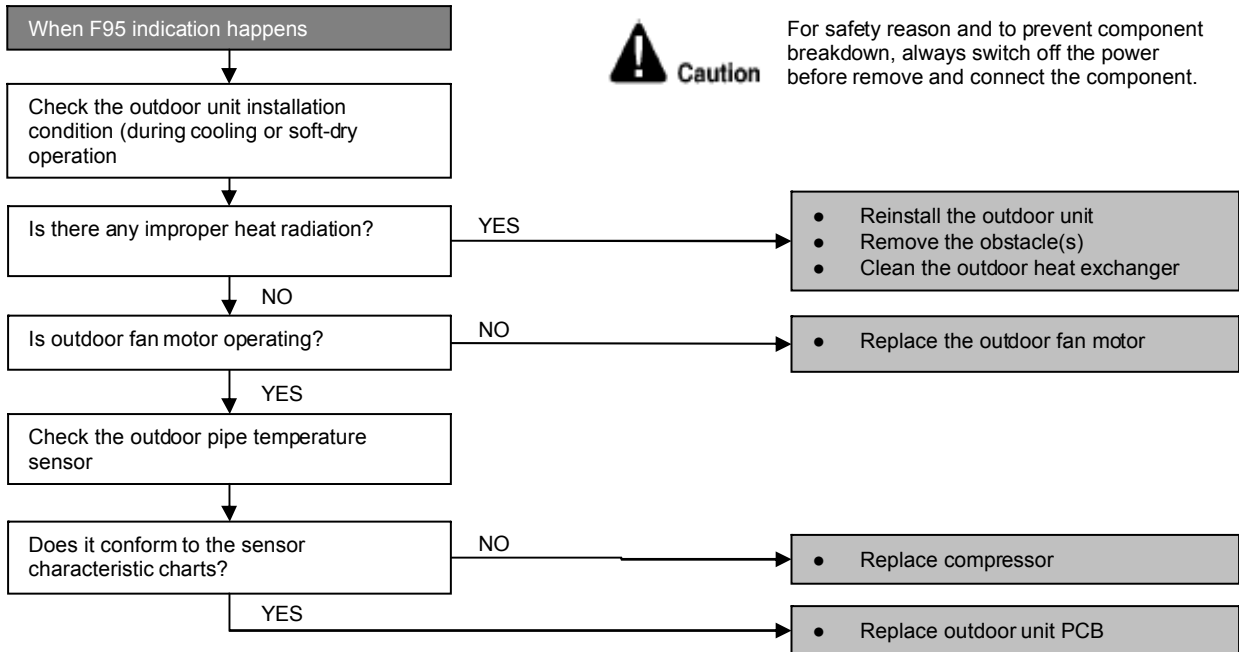 When F95 indication happens
Caution
For safety reason and to prevent component
breakdown, always switch off the power
before remove and connect the component.
Check the outdoor unit installation
condition (during cooling or soft-dry
operation
Is there any improper heat radiation?
YES
● Reinstall the outdoor unit
● Remove the obstacle(s)
● Clean the outdoor heat exchanger
NO
Is outdoor fan motor operating?
NO
● Replace the outdoor fan motor
YES
Check the outdoor pipe temperature
sensor
Does it conform to the sensor
characteristic charts?
NO
● Replace compressor
YES
● Replace outdoor unit PCB